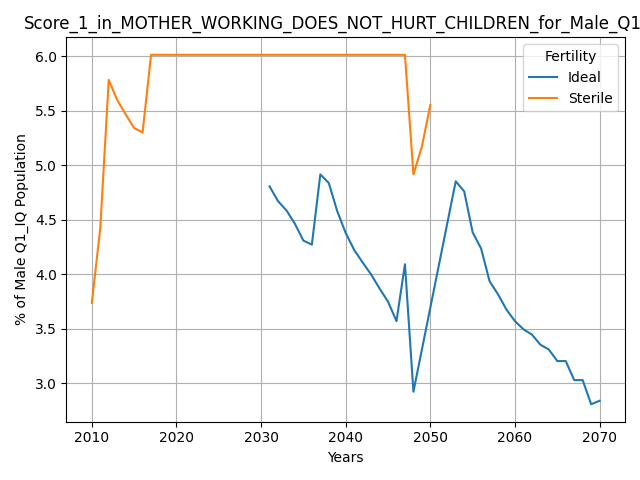 Score_1_in_MOTHER_WORKING_DOES_NOT_HURT_CHILDREN_for_Male_Q1
6.0
5.5
5.0
4.5
4.0
3.5
3.0
% of Male Q1_IQ Population
Fertility
Ideal
Sterile
2010 2020 2030 2040 2050 2060 2070
Years